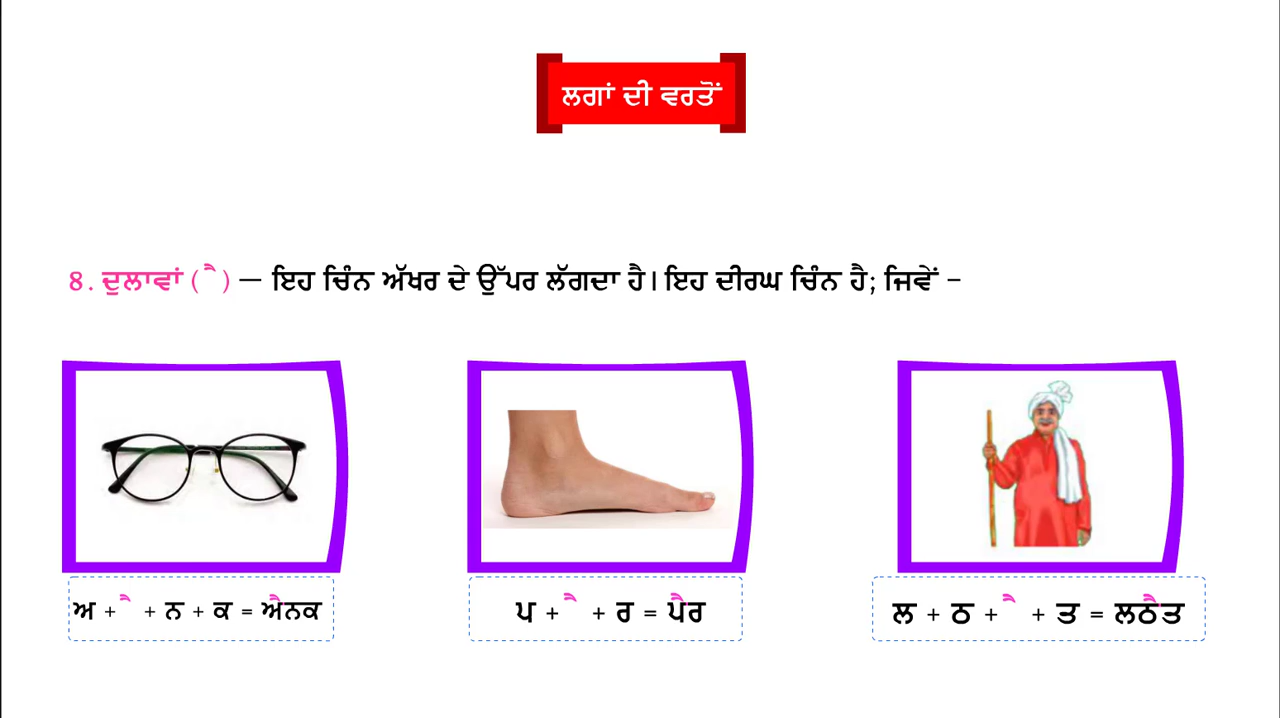 ਲਗਾਂ ਦੀ ਵਰਤੋਂ
8. ਦੁਲਾਵਾਂ ( ੈ ) — ਇਹ ਚਿੰਨ ਅੱਖਰ ਦੇ ਉੱਪਰ ਲੱਗਦਾ ਹੈ। ਇਹ ਦੀਰਘ ਚਿੰਨ ਹੈ; ਜਿਵੇਂ –
ਅ + ੈ + ਨ + ਕ = ਐਨਕ
ਪ + ੈ + ਰ = ਪੈਰ
ਲ + ਠ + ੈ + ਤ = ਲਠੈਤ